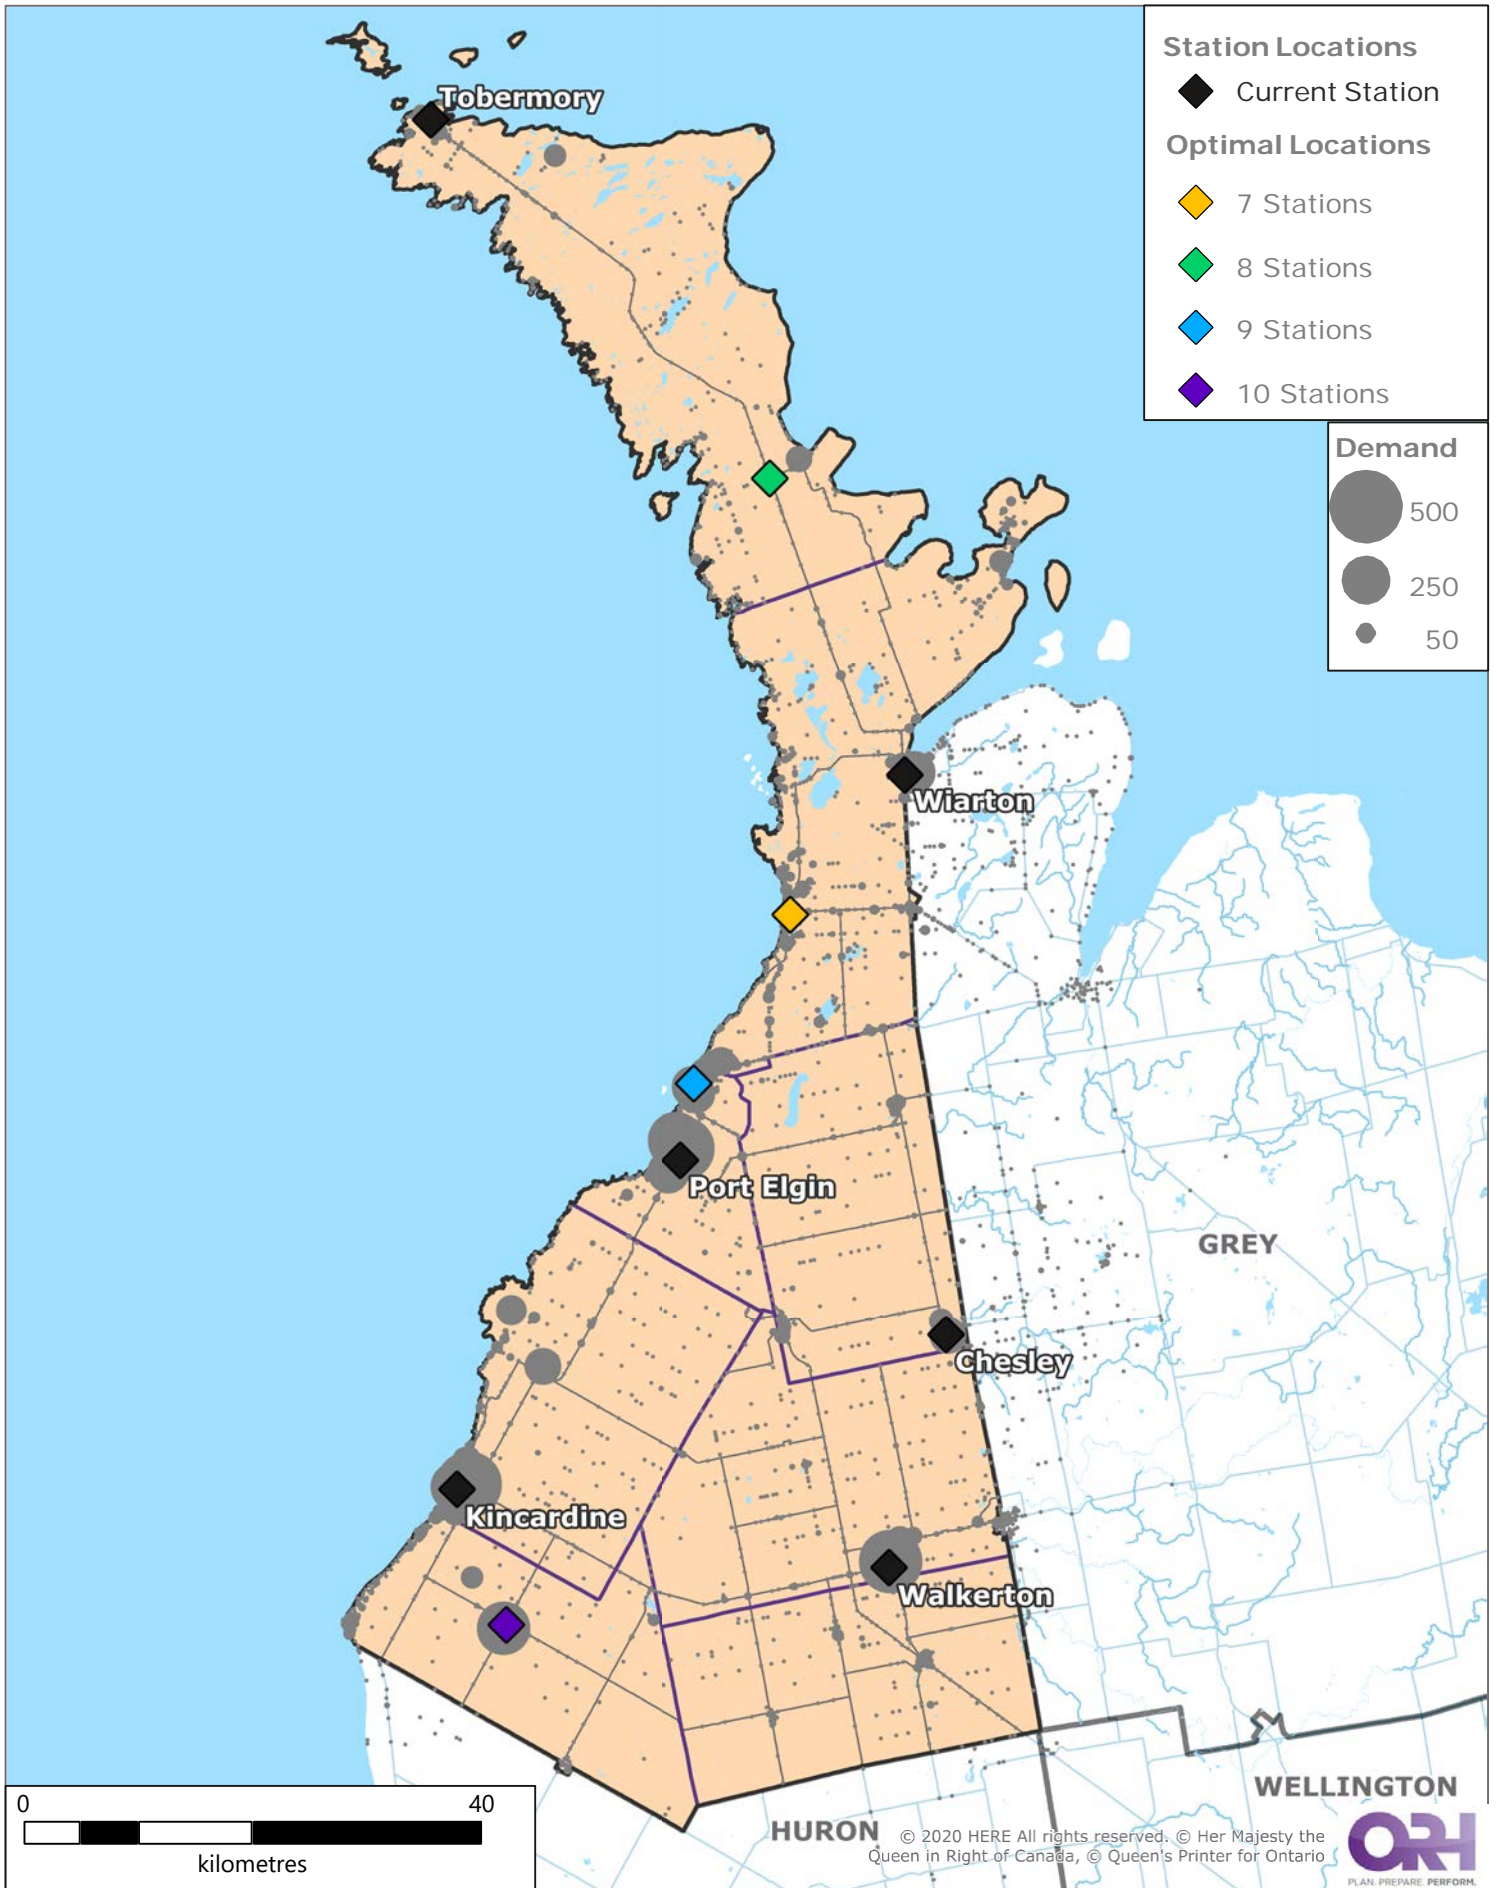 Station Locations
Current Station
Optimal Locations
7 Stations
8 Stations
9 Stations
10 Stations
Demand
500
250
50
Tobermory
Wiarton
Port Elgin
GREY
Chesley
Kincardine
Walkerton
WELLINGTON
HURON
0 40
kilometres
© 2020 HERE All rights reserved. © Her Majesty the
Queen in Right of Canada, © Queen's Printer for Ontario
ORH
PLAN. PREPARE. PERFORM.